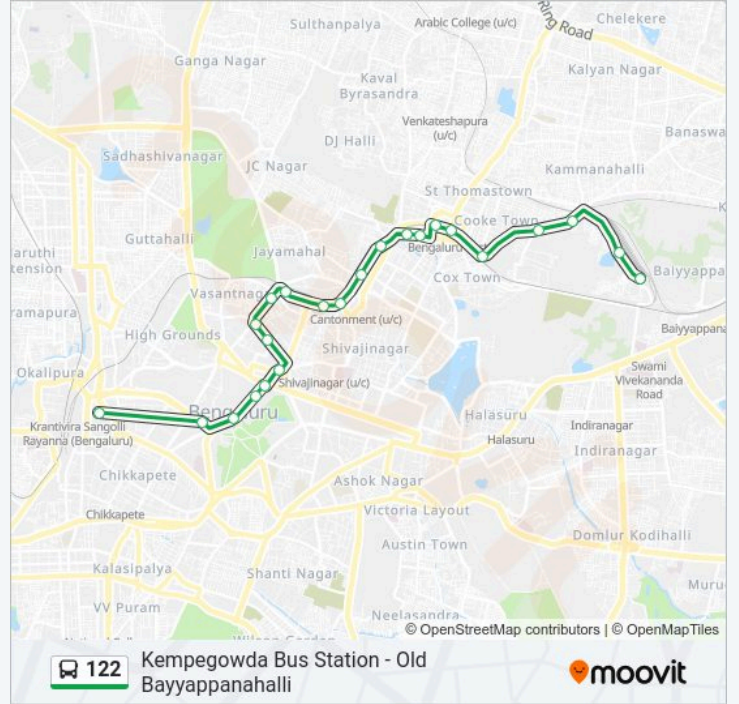 Sulthanpalya
Arabic College (u/c)
Ring Road
Chelekere
Ganga Nagar
Kaval
Byrasandra
Kalyan Nagar
Venkateshapura
(u/c)
Banaswa
DJ Halli
Sadhashivanagar
JC Nagar
Kammanahalli
St Thomastown
Cooke Town
Guttahalli
Jayamahal
Bengaluru
aruthi
tension
Cox Town
Baiyyappa
Vasantnaga
ramapura
Cantonment (u/c)
High Grounds
Baiyyappana
Shivajinagar
Okalipura
Swami
Vivekananda
Road
Shivajinagar (u/c)
Bengaluru
Halasuru
Krantivira Sangolli
Rayanna (Bengaluru)
Indiranagar
Halasuru
Indiranagar
Chikkapete
Ashok Nagar
Chikkapete
Victoria Layout
Domlur Kodihalli
Austin Town
Kalasipalya
Shanti Nagar
Muru
VV Puram
Neelasandra
© OpenStreetMap contributors | © OpenMapTiles
122
Kempegowda Bus Station - Old
Bayyappanahalli
moovit